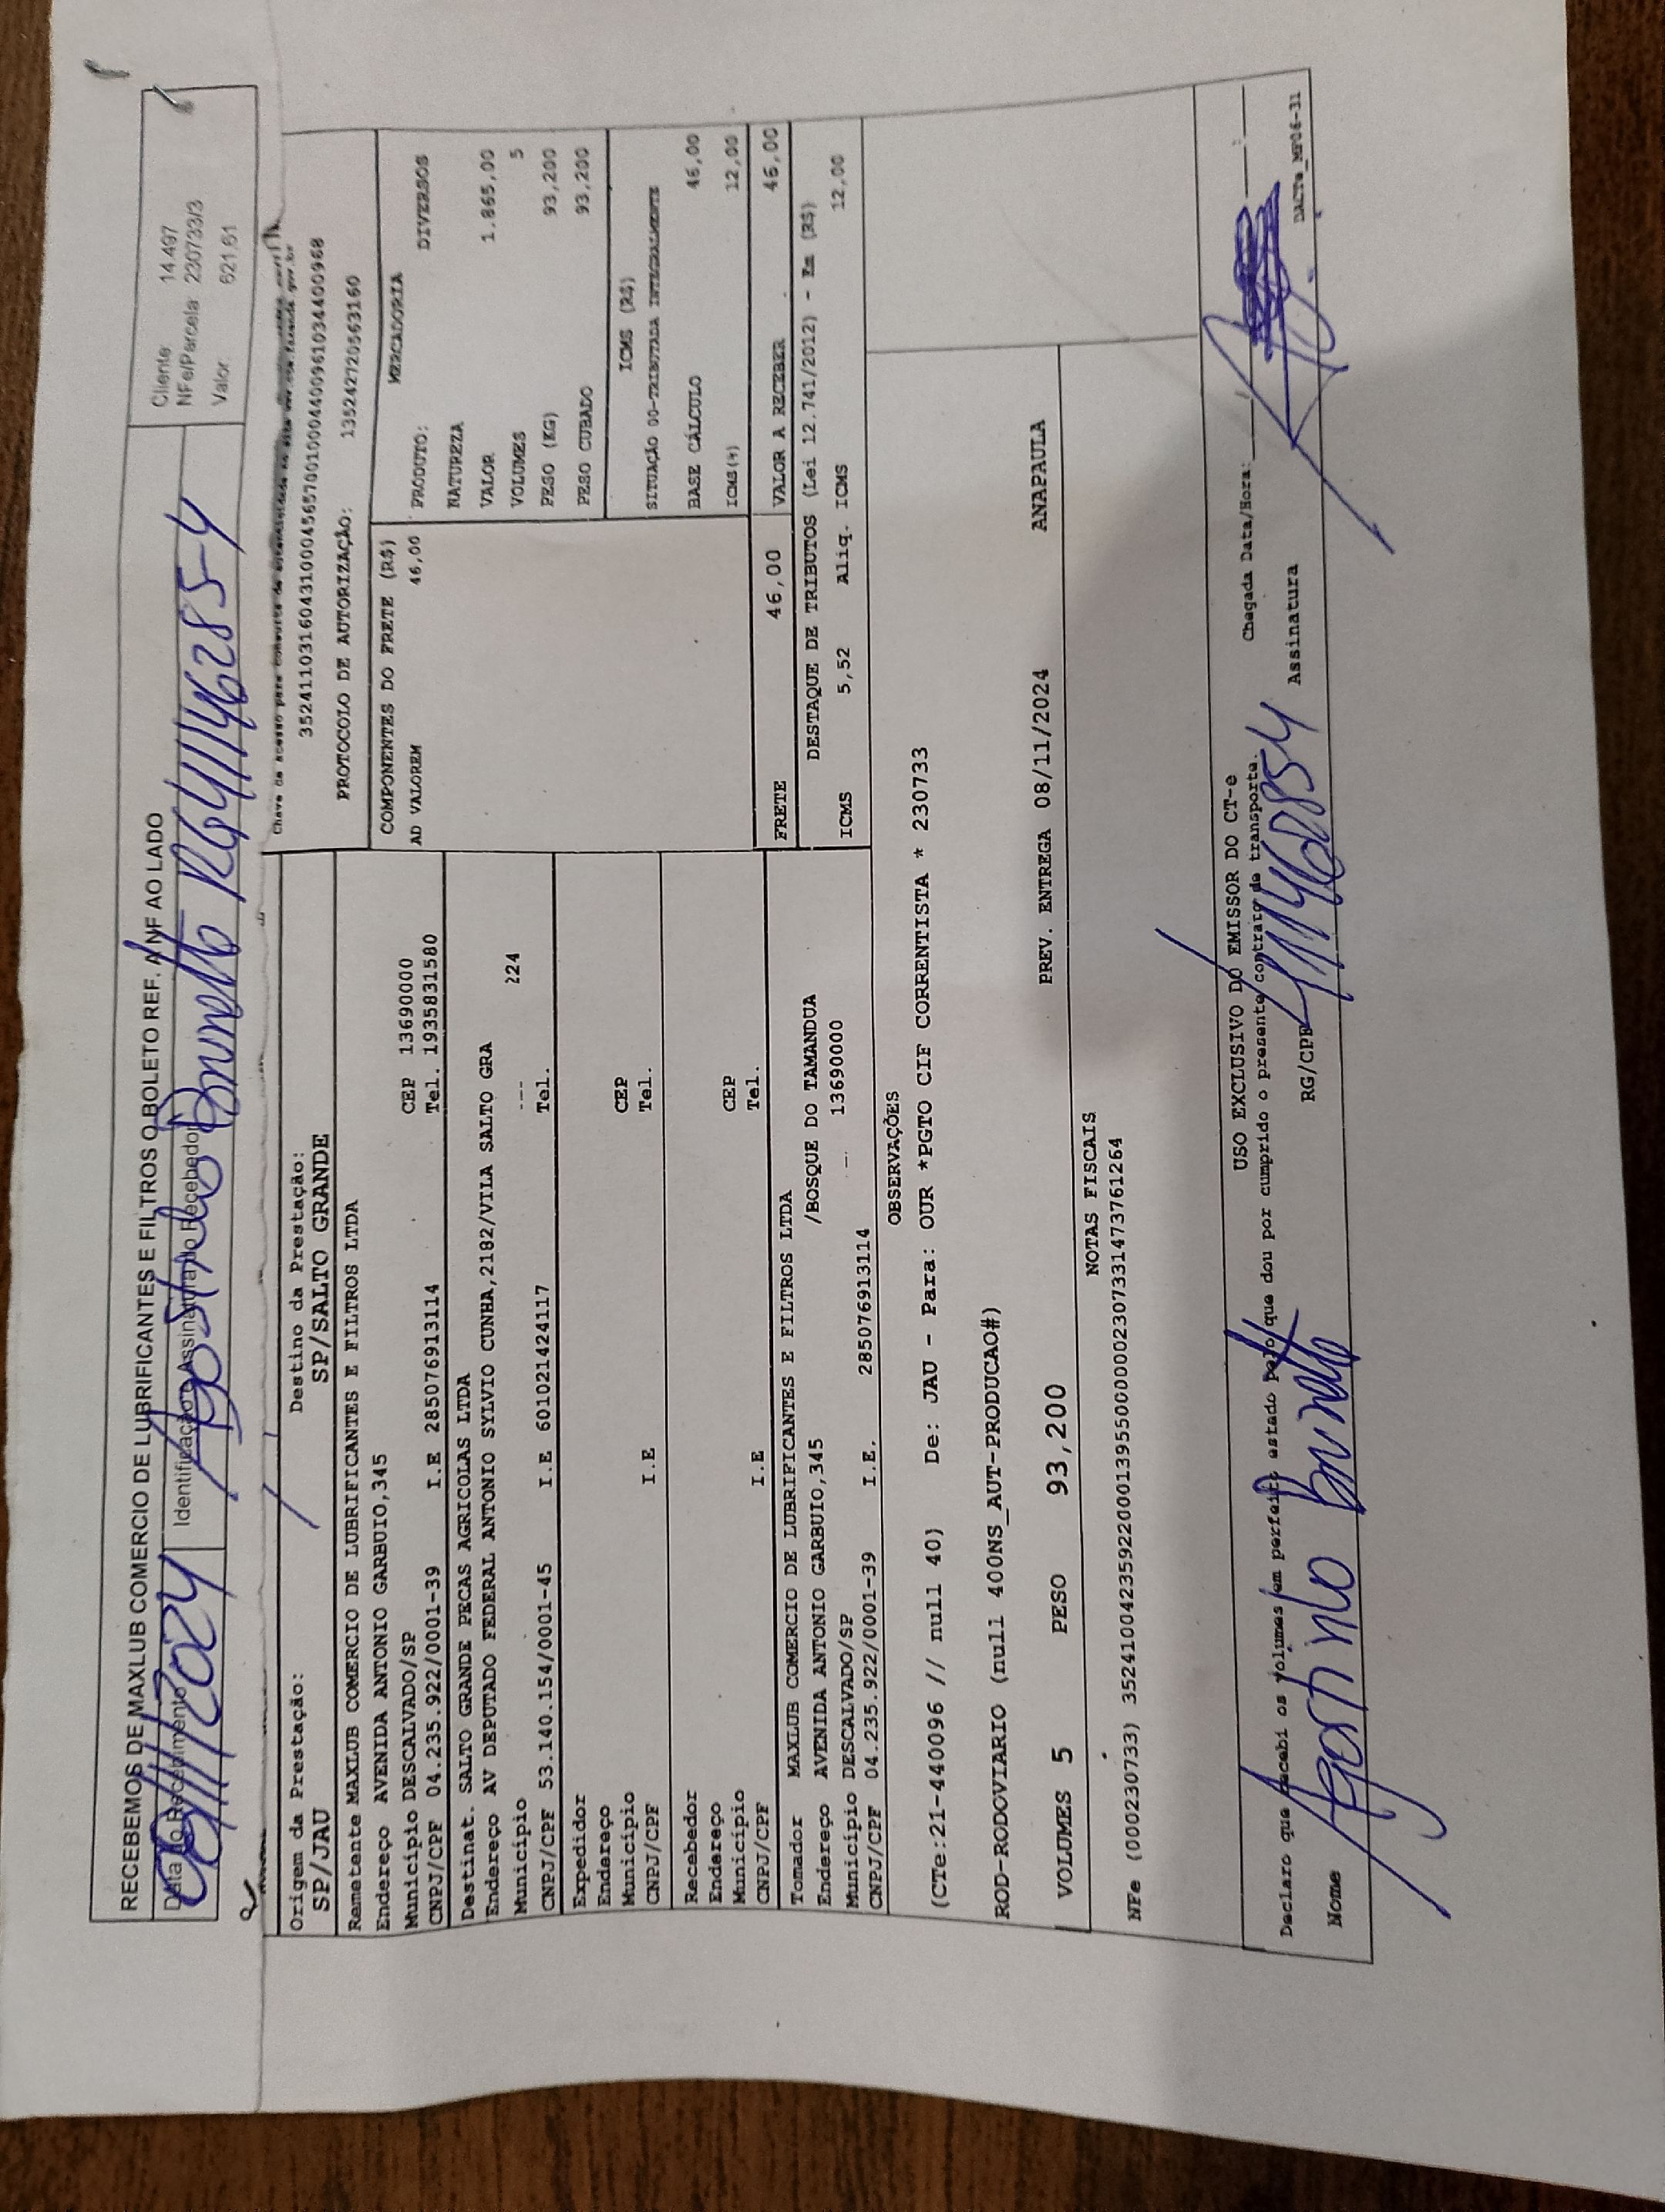 RECEBEMOS DE MAXLUB COMERCIO DE LUBRIFICANTES E FILTROS O BOLETO REF. A NF AO LADO
Data do Recebimento
Identificação e Assinatura do Recebedor
Agostinho Brunetto RG 411146285-4
Cliente 14.497
NFe/Parcela 230733/3
Valor 621,61
Origem da Prestação:
SP/JAU
Destino da Prestação:
SP/SALTO GRANDE
Chave de acesso para consulta de autenticidade no site
35241103160431000456570010004400961034400968
PROTOCOLO DE AUTORIZAÇÃO: 135242720563160
Remetente MAXLUB COMERCIO DE LUBRIFICANTES E FILTROS LTDA
Endereço AVENIDA ANTONIO GARBUIO,345
Município DESCALVADO/SP CEP 13690000
CNPJ/CPF 04.235.922/0001-39 I.E 285076913114 Tel. 1935831580
Destinat. SALTO GRANDE PECAS AGRICOLAS LTDA
Endereço AV DEPUTADO FEDERAL ANTONIO SYLVIO CUNHA,2182/VILA SALTO GRA
Município 224
CNPJ/CPF 53.140.154/0001-45 I.E 601021424117 Tel.
Expedidor
Endereço
Município CEP
CNPJ/CPF I.E Tel.
Recebedor
Endereço
Município CEP
CNPJ/CPF I.E Tel.
Tomador MAXLUB COMERCIO DE LUBRIFICANTES E FILTROS LTDA
Endereço AVENIDA ANTONIO GARBUIO,345 /BOSQUE DO TAMANDUA
Município DESCALVADO/SP 13690000
CNPJ/CPF 04.235.922/0001-39 I.E. 285076913114
COMPONENTES DO FRETE (R$)
AD VALOREM 46,00
MERCADORIA
PRODUTO: DIVERSOS
NATUREZA
VALOR 1.865,00
VOLUMES 5
PESO (KG) 93,200
PESO CUBADO 93,200
ICMS (R$)
SITUAÇÃO 00-TRIBUTADA INTEGRALMENTE
BASE CÁLCULO 46,00
ICMS(%) 12,00
FRETE 46,00 VALOR A RECEBER 46,00
DESTAQUE DE TRIBUTOS (Lei 12.741/2012) - Em (R$)
ICMS 5,52 Aliq. ICMS 12,00
OBSERVAÇÕES
(CTe:21-440096 // null 40) De: JAU - Para: OUR *PGTO CIF CORRENTISTA * 230733
ROD-RODOVIARIO (null 400NS_AUT-PRODUCAO#)
VOLUMES 5 PESO 93,200 PREV. ENTREGA 08/11/2024 ANAPAULA
NOTAS FISCAIS
NFe (000230733) 35241004235922000139550000002307331473761264
USO EXCLUSIVO DO EMISSOR DO CT-e
Declaro que recebi os volumes em perfeito estado pelo que dou por cumprido o presente contrato de transporte.
Chegada Data/Hora:
Nome Agostinho Brunetto RG/CPF 411468854 Assinatura
DACTe_MP06-31